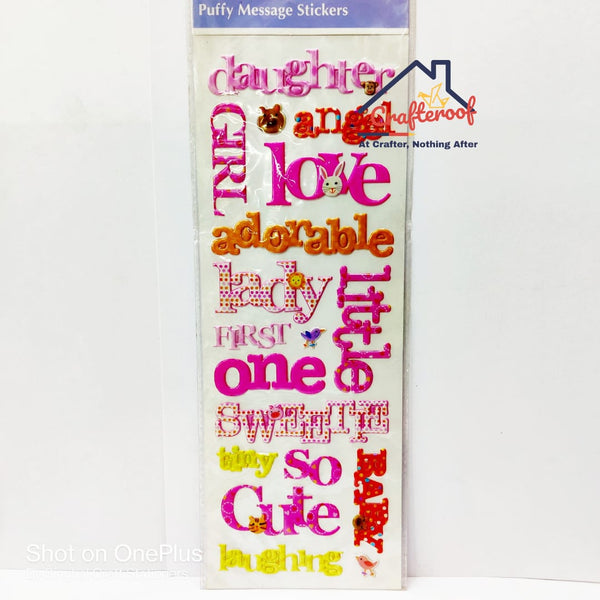 Puffy Message Stickers
daughter
Crafteroof
At Crafter, Nothing After
GIRL
angel
love
adorable
lady
little
FIRST
one
SWEETIE
tiny
so
BABY
Cute
laughing
Shot on OnePlus